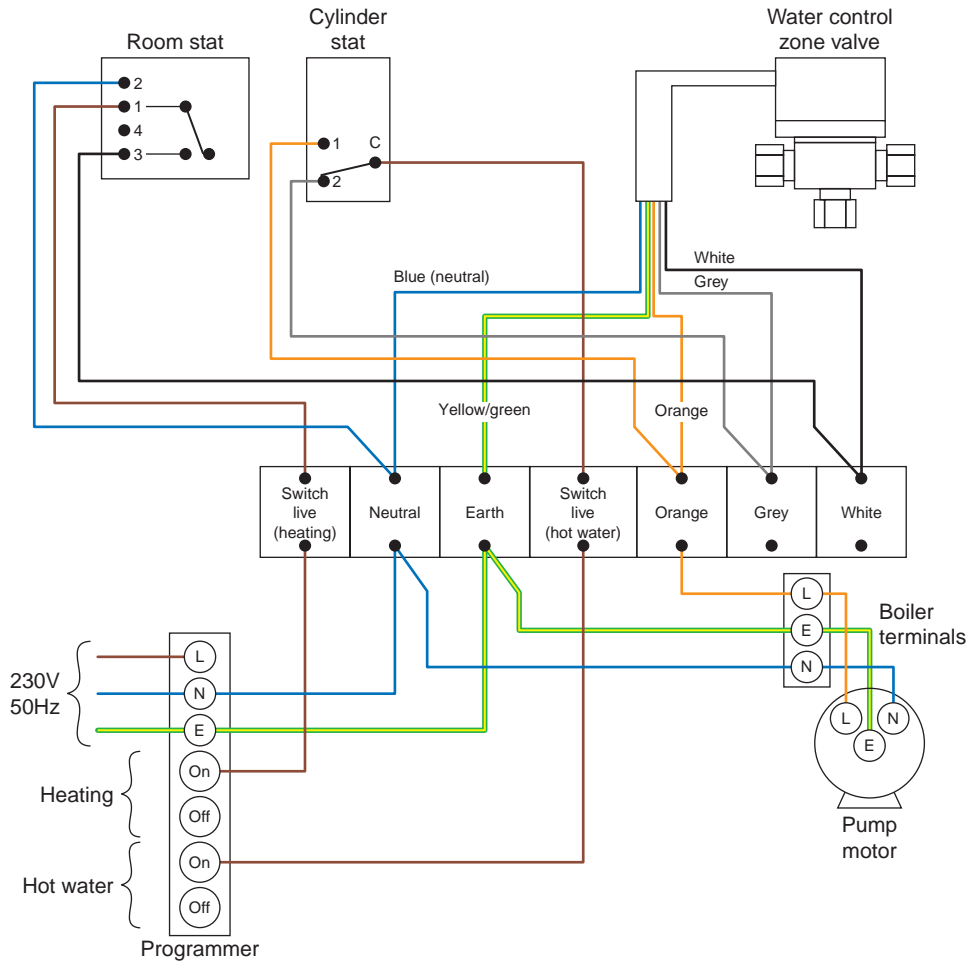 Room stat
Cylinder
stat
Water control
zone valve
2
1
4
3
1
C
2
White
Grey
Blue (neutral)
Yellow/green
Orange
Switch
live
(heating)
Neutral
Earth
Switch
live
(hot water)
Orange
Grey
White
L
E
N
Boiler
terminals
230V
50Hz
L
N
E
Heating
On
Off
Hot water
On
Off
Programmer
L
N
E
Pump
motor